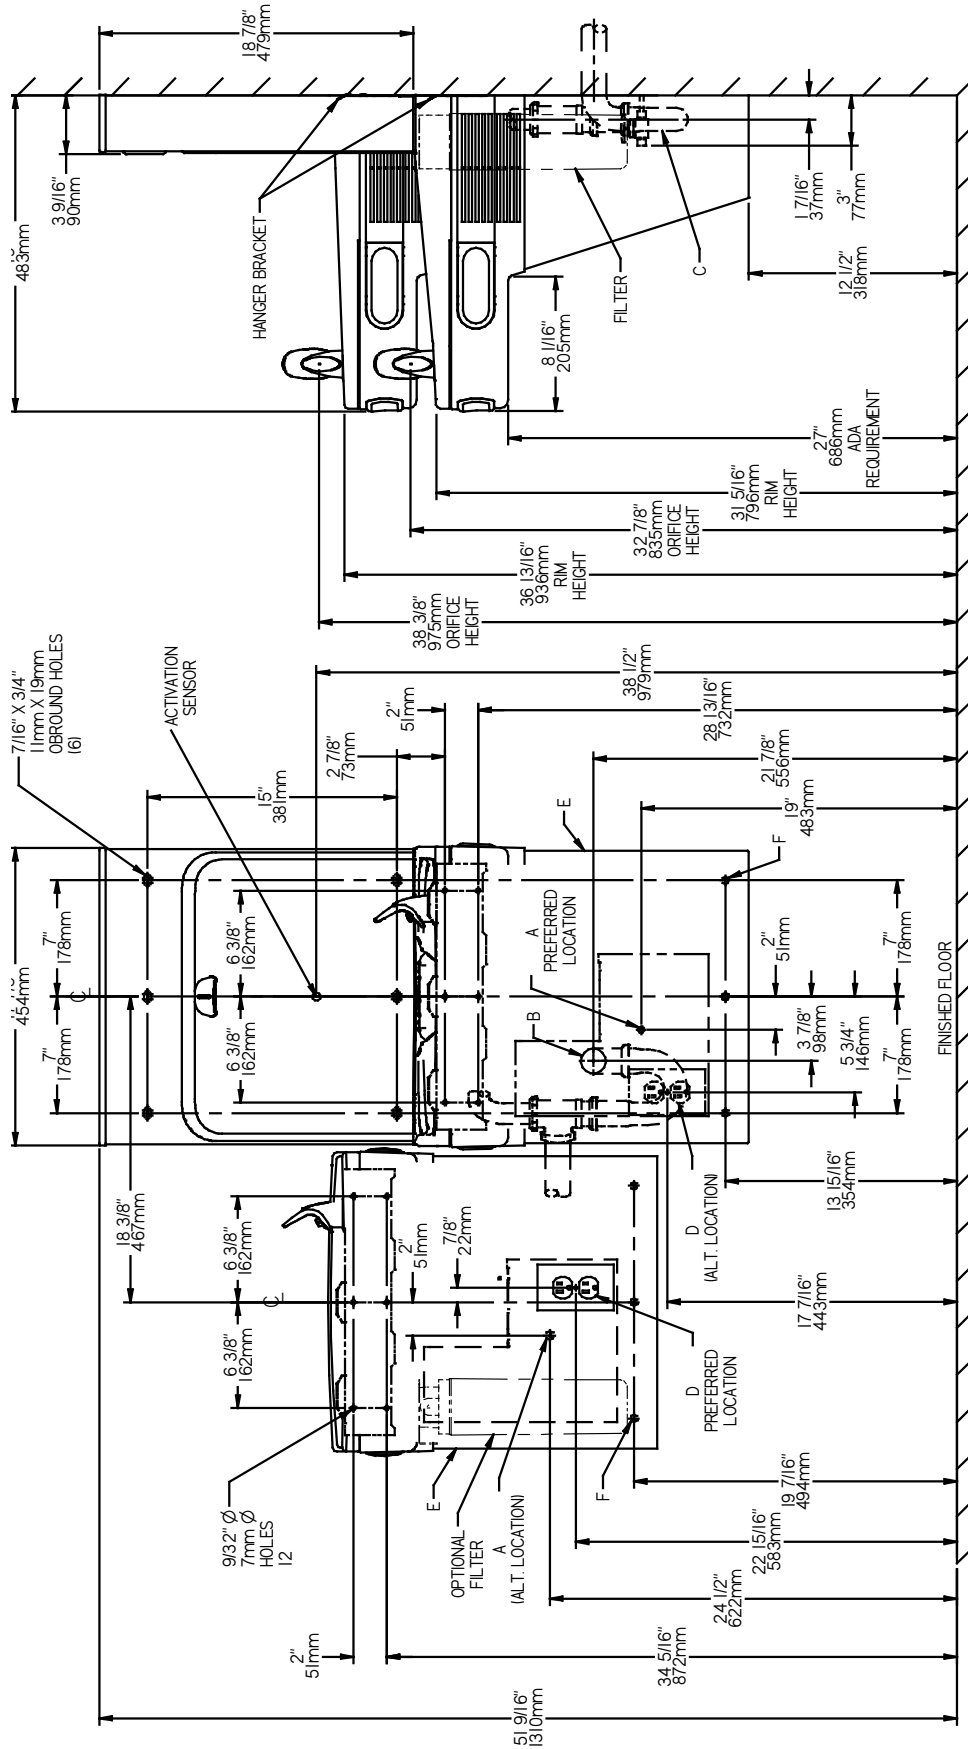 18 7/8"
479mm
3 9/16"
90mm
483mm
HANGER BRACKET
FILTER
C
1 7/16"
37mm
3"
77mm
12 1/2"
318mm
8 1/16"
205mm
27"
686mm
ADA
REQUIREMENT
31 5/16"
796mm
RIM
HEIGHT
32 7/8"
835mm
ORIFICE
HEIGHT
36 13/16"
936mm
RIM
HEIGHT
38 3/8"
975mm
ORIFICE
HEIGHT
7/16" X 3/4"
11mm X 19mm
OBROUND HOLES
(6)
ACTIVATION
SENSOR
15"
381mm
2 7/8"
73mm
2"
51mm
38 1/2"
979mm
28 13/16"
732mm
21 7/8"
556mm
19"
483mm
E
F
454mm
7"
178mm
7"
178mm
6 3/8"
162mm
6 3/8"
162mm
A
PREFERRED
LOCATION
B
2"
51mm
3 7/8"
98mm
5 3/4"
146mm
7"
178mm
7"
178mm
FINISHED FLOOR
18 3/8"
467mm
6 3/8"
162mm
6 3/8"
162mm
2"
51mm
7/8"
22mm
D
(ALT. LOCATION)
13 15/16"
354mm
17 7/16"
443mm
D
PREFERRED
LOCATION
9/32" Ø
7mm Ø
HOLES
12
E
OPTIONAL
FILTER
A
(ALT. LOCATION)
F
19 7/16"
494mm
22 15/16"
583mm
24 1/2"
622mm
2"
51mm
34 5/16"
872mm
51 9/16"
1310mm